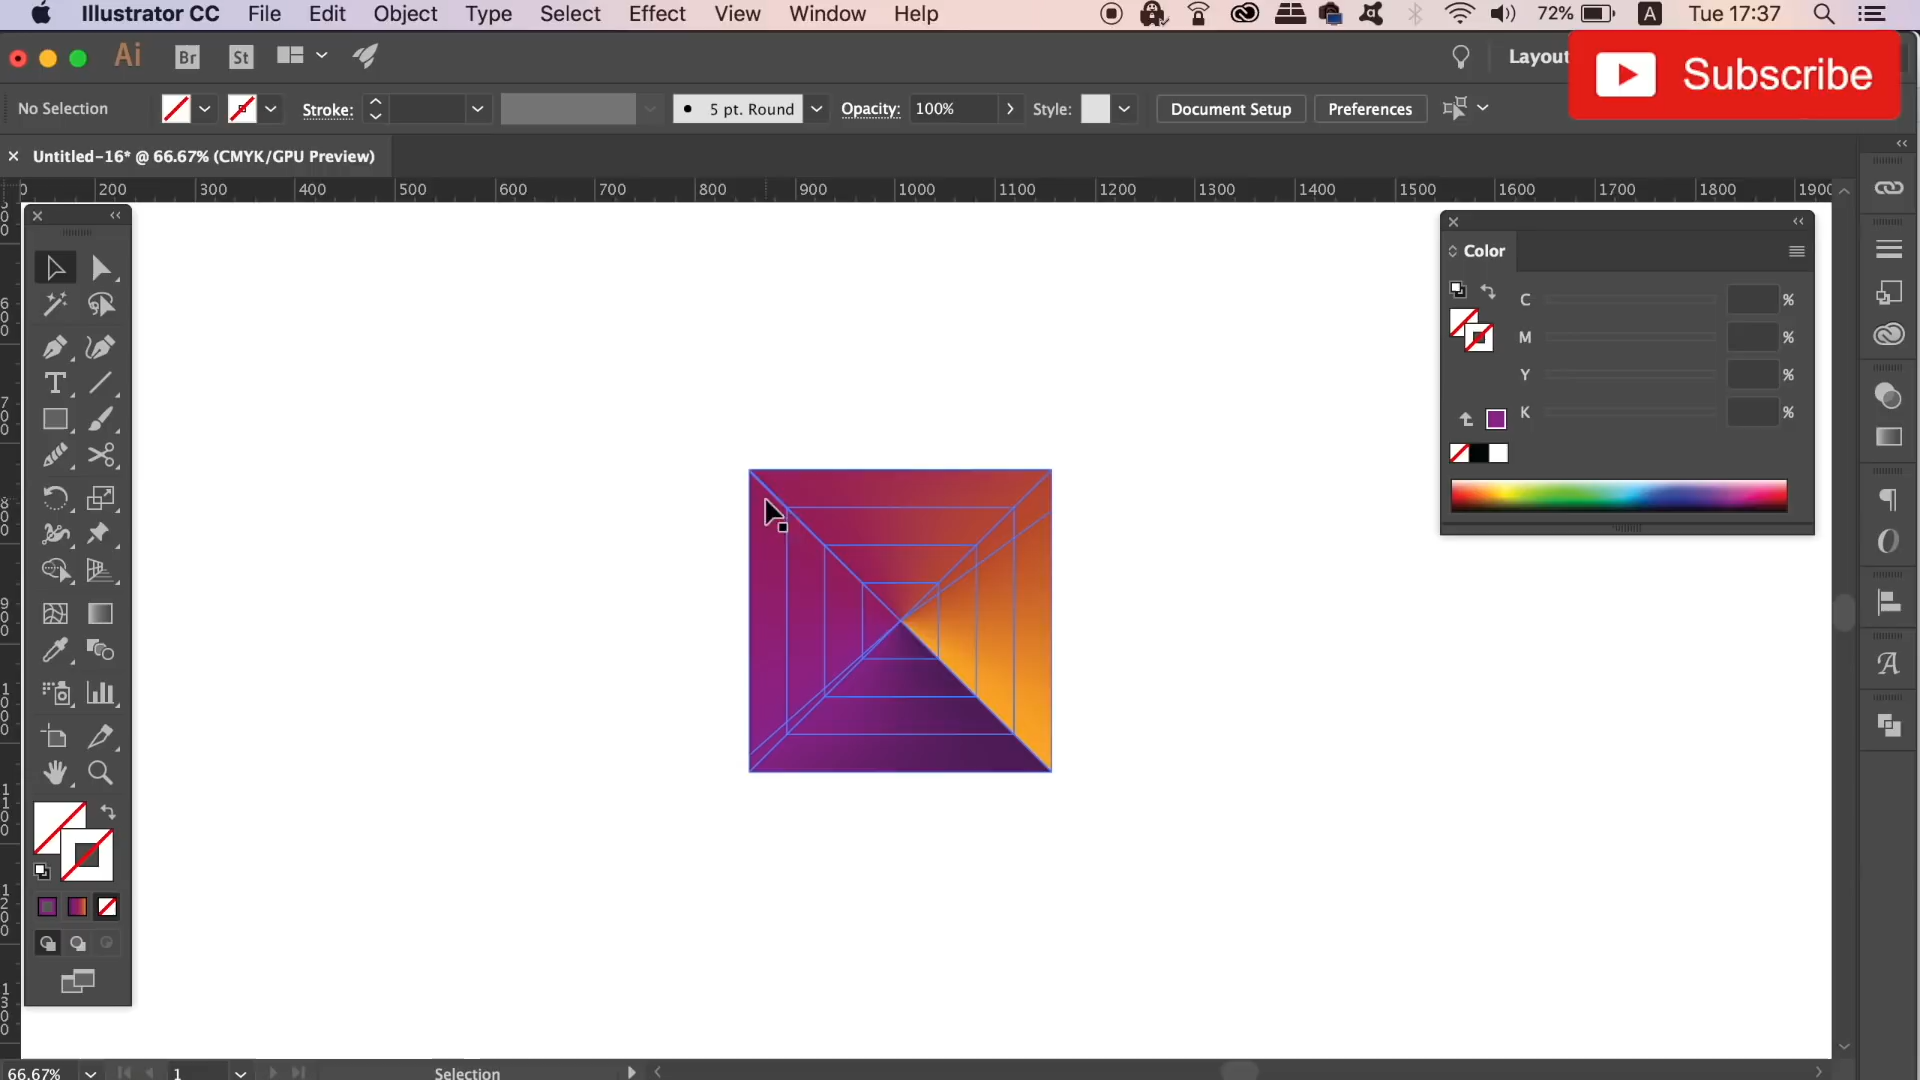 Illustrator CC File Edit Object Type Select Effect View Window Help 72% A Tue 17:37
Ai Br St Layout
Subscribe
No Selection Stroke: 5 pt. Round Opacity: 100% Style: Document Setup Preferences
Untitled-16* @ 66.67% (CMYK/GPU Preview)
200 300 400 500 600 700 800 900 1000 1100 1200 1300 1400 1500 1600 1700 1800 1900
Color
C %
M %
Y %
K %
66.67% 1 Selection